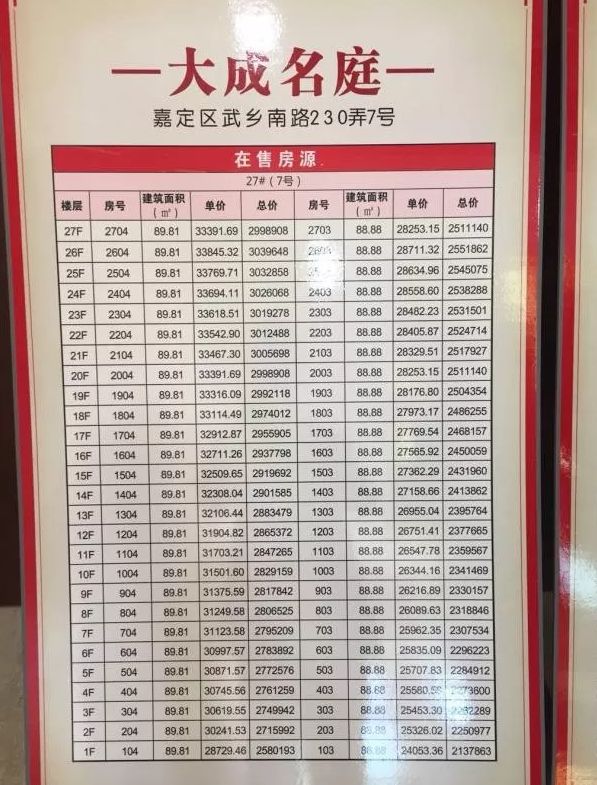 大成名庭
嘉定区武乡南路230弄7号
在售房源
27#(7号)
楼层 房号 建筑面积(㎡) 单价 总价 房号 建筑面积(㎡) 单价 总价
27F 2704 89.81 33391.69 2998908 2703 88.88 28253.15 2511140
26F 2604 89.81 33845.32 3039648 2603 88.88 28711.32 2551862
25F 2504 89.81 33769.71 3032858 88.88 28634.96 2545075
24F 2404 89.81 33694.11 3026068 2403 88.88 28558.60 2538288
23F 2304 89.81 33618.51 3019278 2303 88.88 28482.23 2531501
22F 2204 89.81 33542.90 3012488 2203 88.88 28405.87 2524714
21F 2104 89.81 33467.30 3005698 2103 88.88 28329.51 2517927
20F 2004 89.81 33391.69 2998908 2003 88.88 28253.15 2511140
19F 1904 89.81 33316.09 2992118 1903 88.88 28176.80 2504354
18F 1804 89.81 33114.49 2974012 1803 88.88 27973.17 2486255
17F 1704 89.81 32912.87 2955905 1703 88.88 27769.54 2468157
16F 1604 89.81 32711.26 2937798 1603 88.88 27565.92 2450059
15F 1504 89.81 32509.65 2919692 1503 88.88 27362.29 2431960
14F 1404 89.81 32308.04 2901585 1403 88.88 27158.66 2413862
13F 1304 89.81 32106.44 2883479 1303 88.88 26955.04 2395764
12F 1204 89.81 31904.82 2865372 1203 88.88 26751.41 2377665
11F 1104 89.81 31703.21 2847265 1103 88.88 26547.78 2359567
10F 1004 89.81 31501.60 2829159 1003 88.88 26344.16 2341469
9F 904 89.81 31375.59 2817842 903 88.88 26216.89 2330157
8F 804 89.81 31249.58 2806525 803 88.88 26089.63 2318846
7F 704 89.81 31123.58 2795209 703 88.88 25962.35 2307534
6F 604 89.81 30997.57 2783892 603 88.88 25835.09 2296223
5F 504 89.81 30871.57 2772576 503 88.88 25707.83 2284912
4F 404 89.81 30745.56 2761259 403 88.88 25580.55 2273600
3F 304 89.81 30619.55 2749942 303 88.88 25453.30 2262289
2F 204 89.81 30241.53 2715992 203 88.88 25326.02 2250977
1F 104 89.81 28729.46 2580193 103 88.88 24053.36 2137863